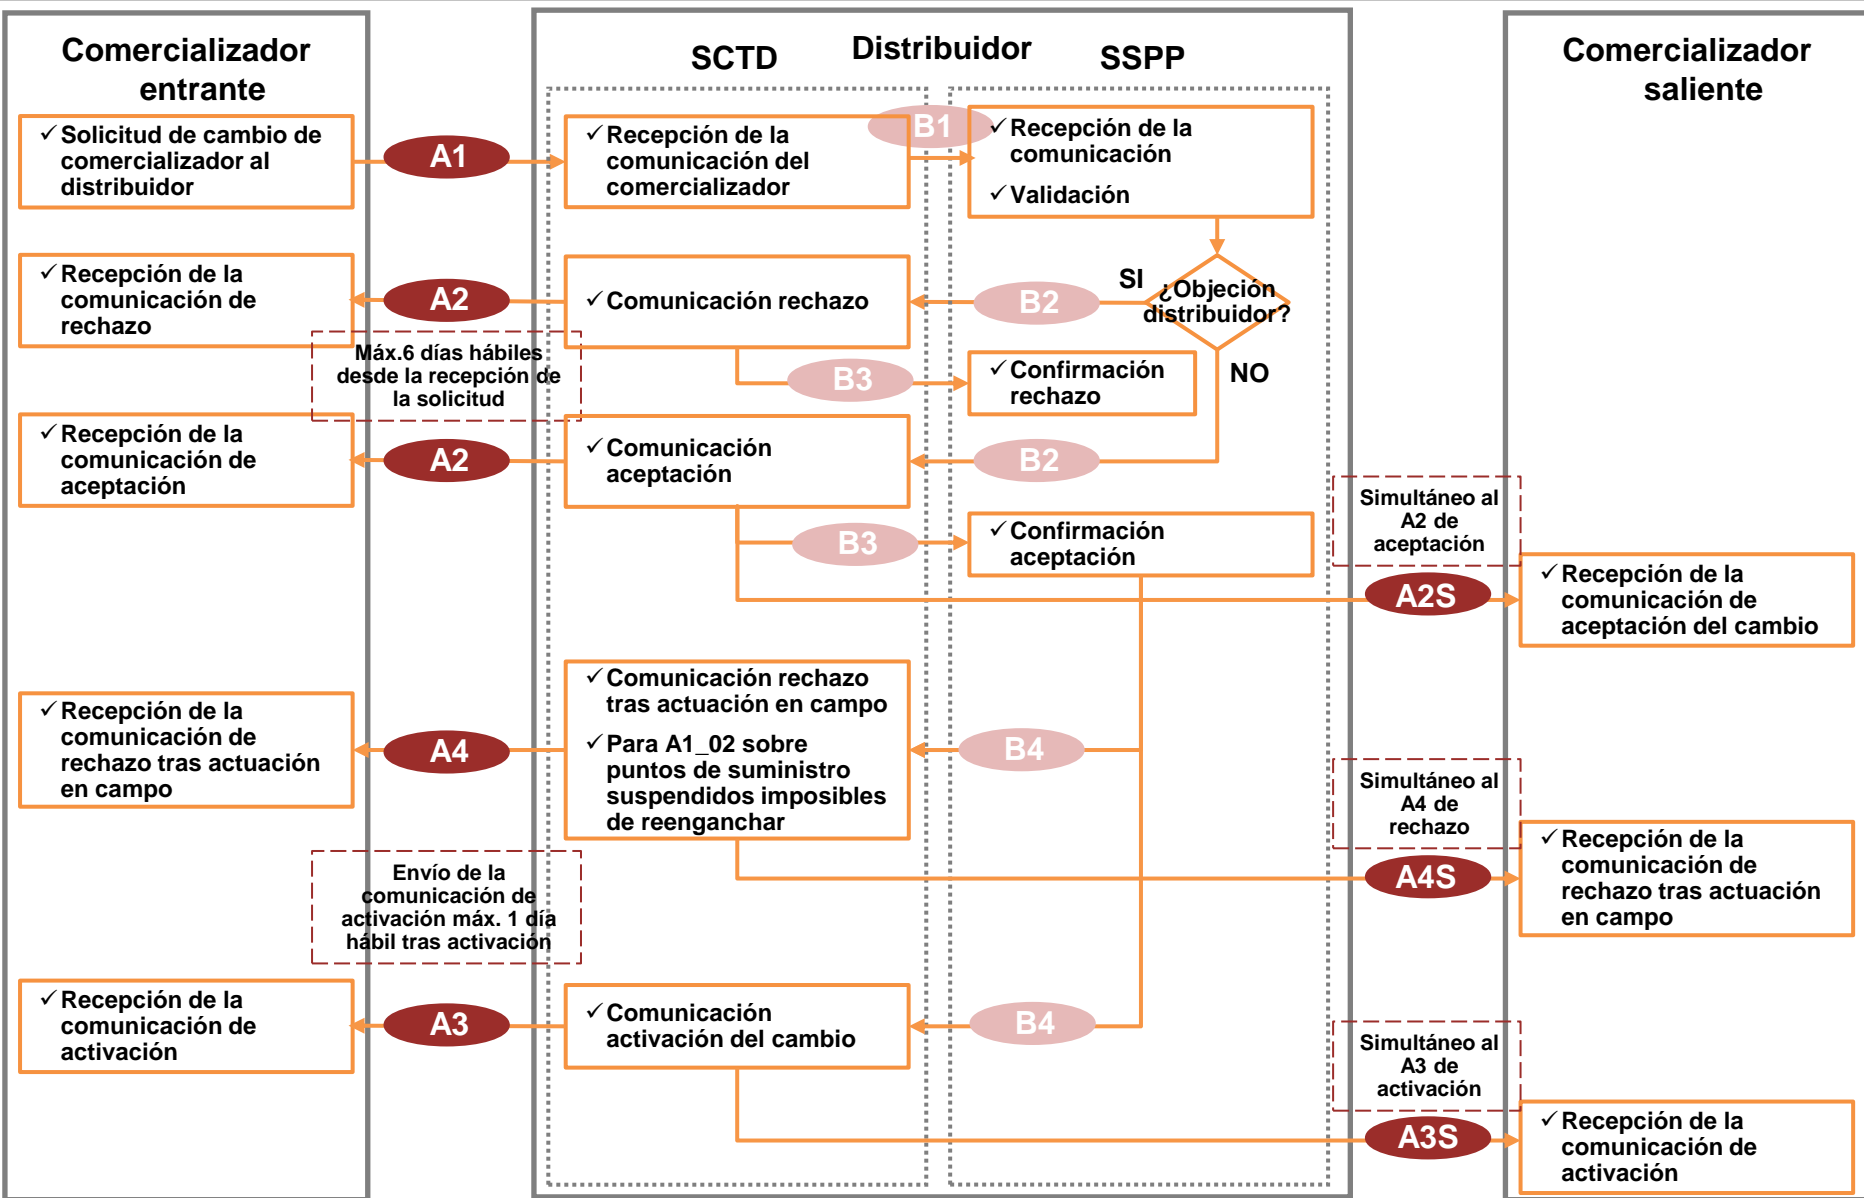 Comercializador
entrante
SCTD
Distribuidor
SSPP
Comercializador
saliente
✓Solicitud de cambio de
comercializador al
distribuidor
A1
✓Recepción de la
comunicación del
comercializador
B1
✓Recepción de la
comunicación
✓Validación
✓Recepción de la
comunicación de
rechazo
A2
✓Comunicación rechazo
B2
SI
¿Objeción
distribuidor?
NO
Máx.6 días hábiles
desde la recepción de
la solicitud
B3
✓Confirmación
rechazo
✓Recepción de la
comunicación de
aceptación
A2
✓Comunicación
aceptación
B2
B3
✓Confirmación
aceptación
Simultáneo al
A2 de
aceptación
A2S
✓Recepción de la
comunicación de
aceptación del cambio
✓Recepción de la
comunicación de
rechazo tras actuación
en campo
A4
✓Comunicación rechazo
tras actuación en campo
✓Para A1_02 sobre
puntos de suministro
suspendidos imposibles
de reenganchar
B4
Simultáneo al
A4 de
rechazo
A4S
✓Recepción de la
comunicación de
rechazo tras actuación
en campo
Envío de la
comunicación de
activación máx. 1 día
hábil tras activación
✓Recepción de la
comunicación de
activación
A3
✓Comunicación
activación del cambio
B4
Simultáneo al
A3 de
activación
A3S
✓Recepción de la
comunicación de
activación